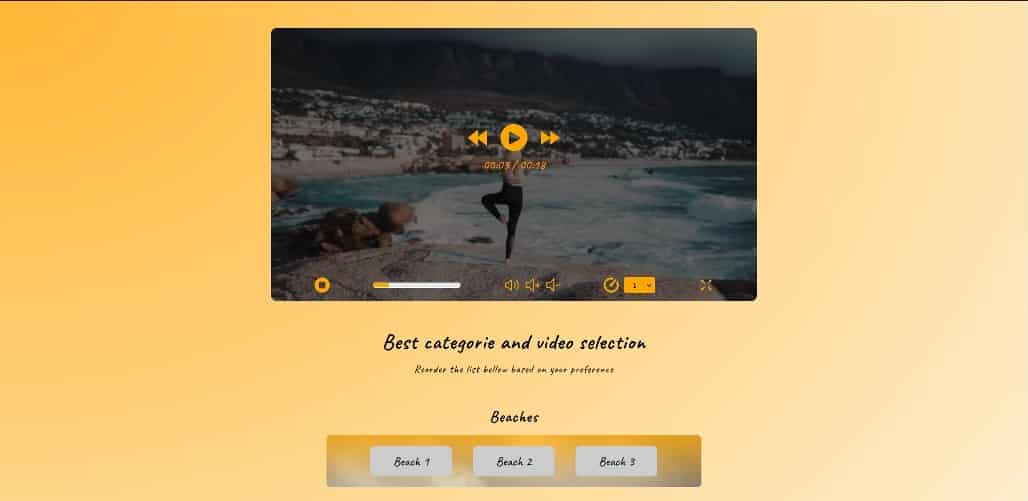 00:03 / 00:18
1
Best categorie and video selection
Reorder the list bellow based on your preference
Beaches
Beach 1 Beach 2 Beach 3